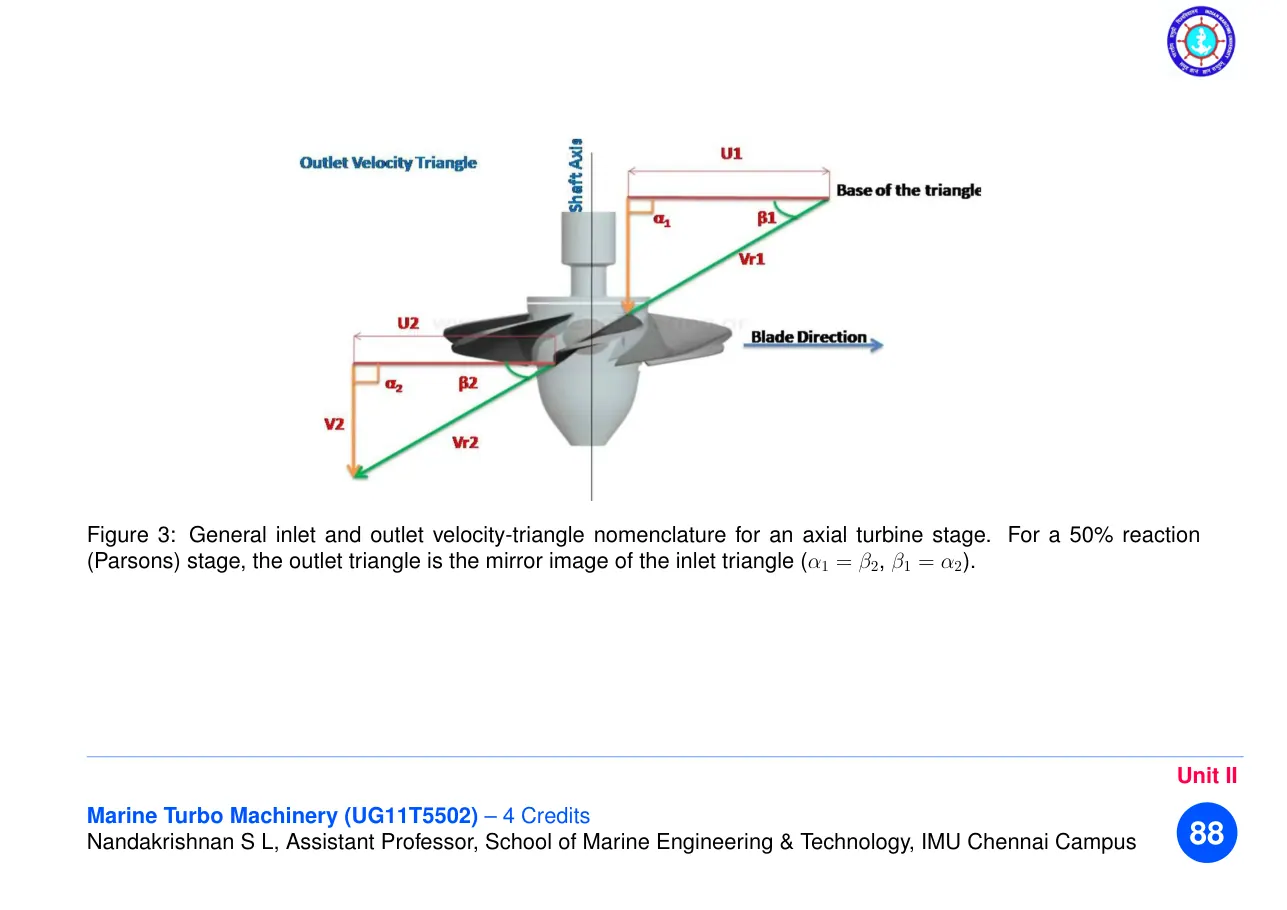 Outlet Velocity Triangle
Shaft Axis
U1
Base of the triangle
α₁
β1
Vr1
U2
Blade Direction
α₂
β2
V2
Vr2
Figure 3: General inlet and outlet velocity-triangle nomenclature for an axial turbine stage. For a 50% reaction
(Parsons) stage, the outlet triangle is the mirror image of the inlet triangle (α₁ = β₂, β₁ = α₂).
Unit II
Marine Turbo Machinery (UG11T5502) – 4 Credits
Nandakrishnan S L, Assistant Professor, School of Marine Engineering & Technology, IMU Chennai Campus
88